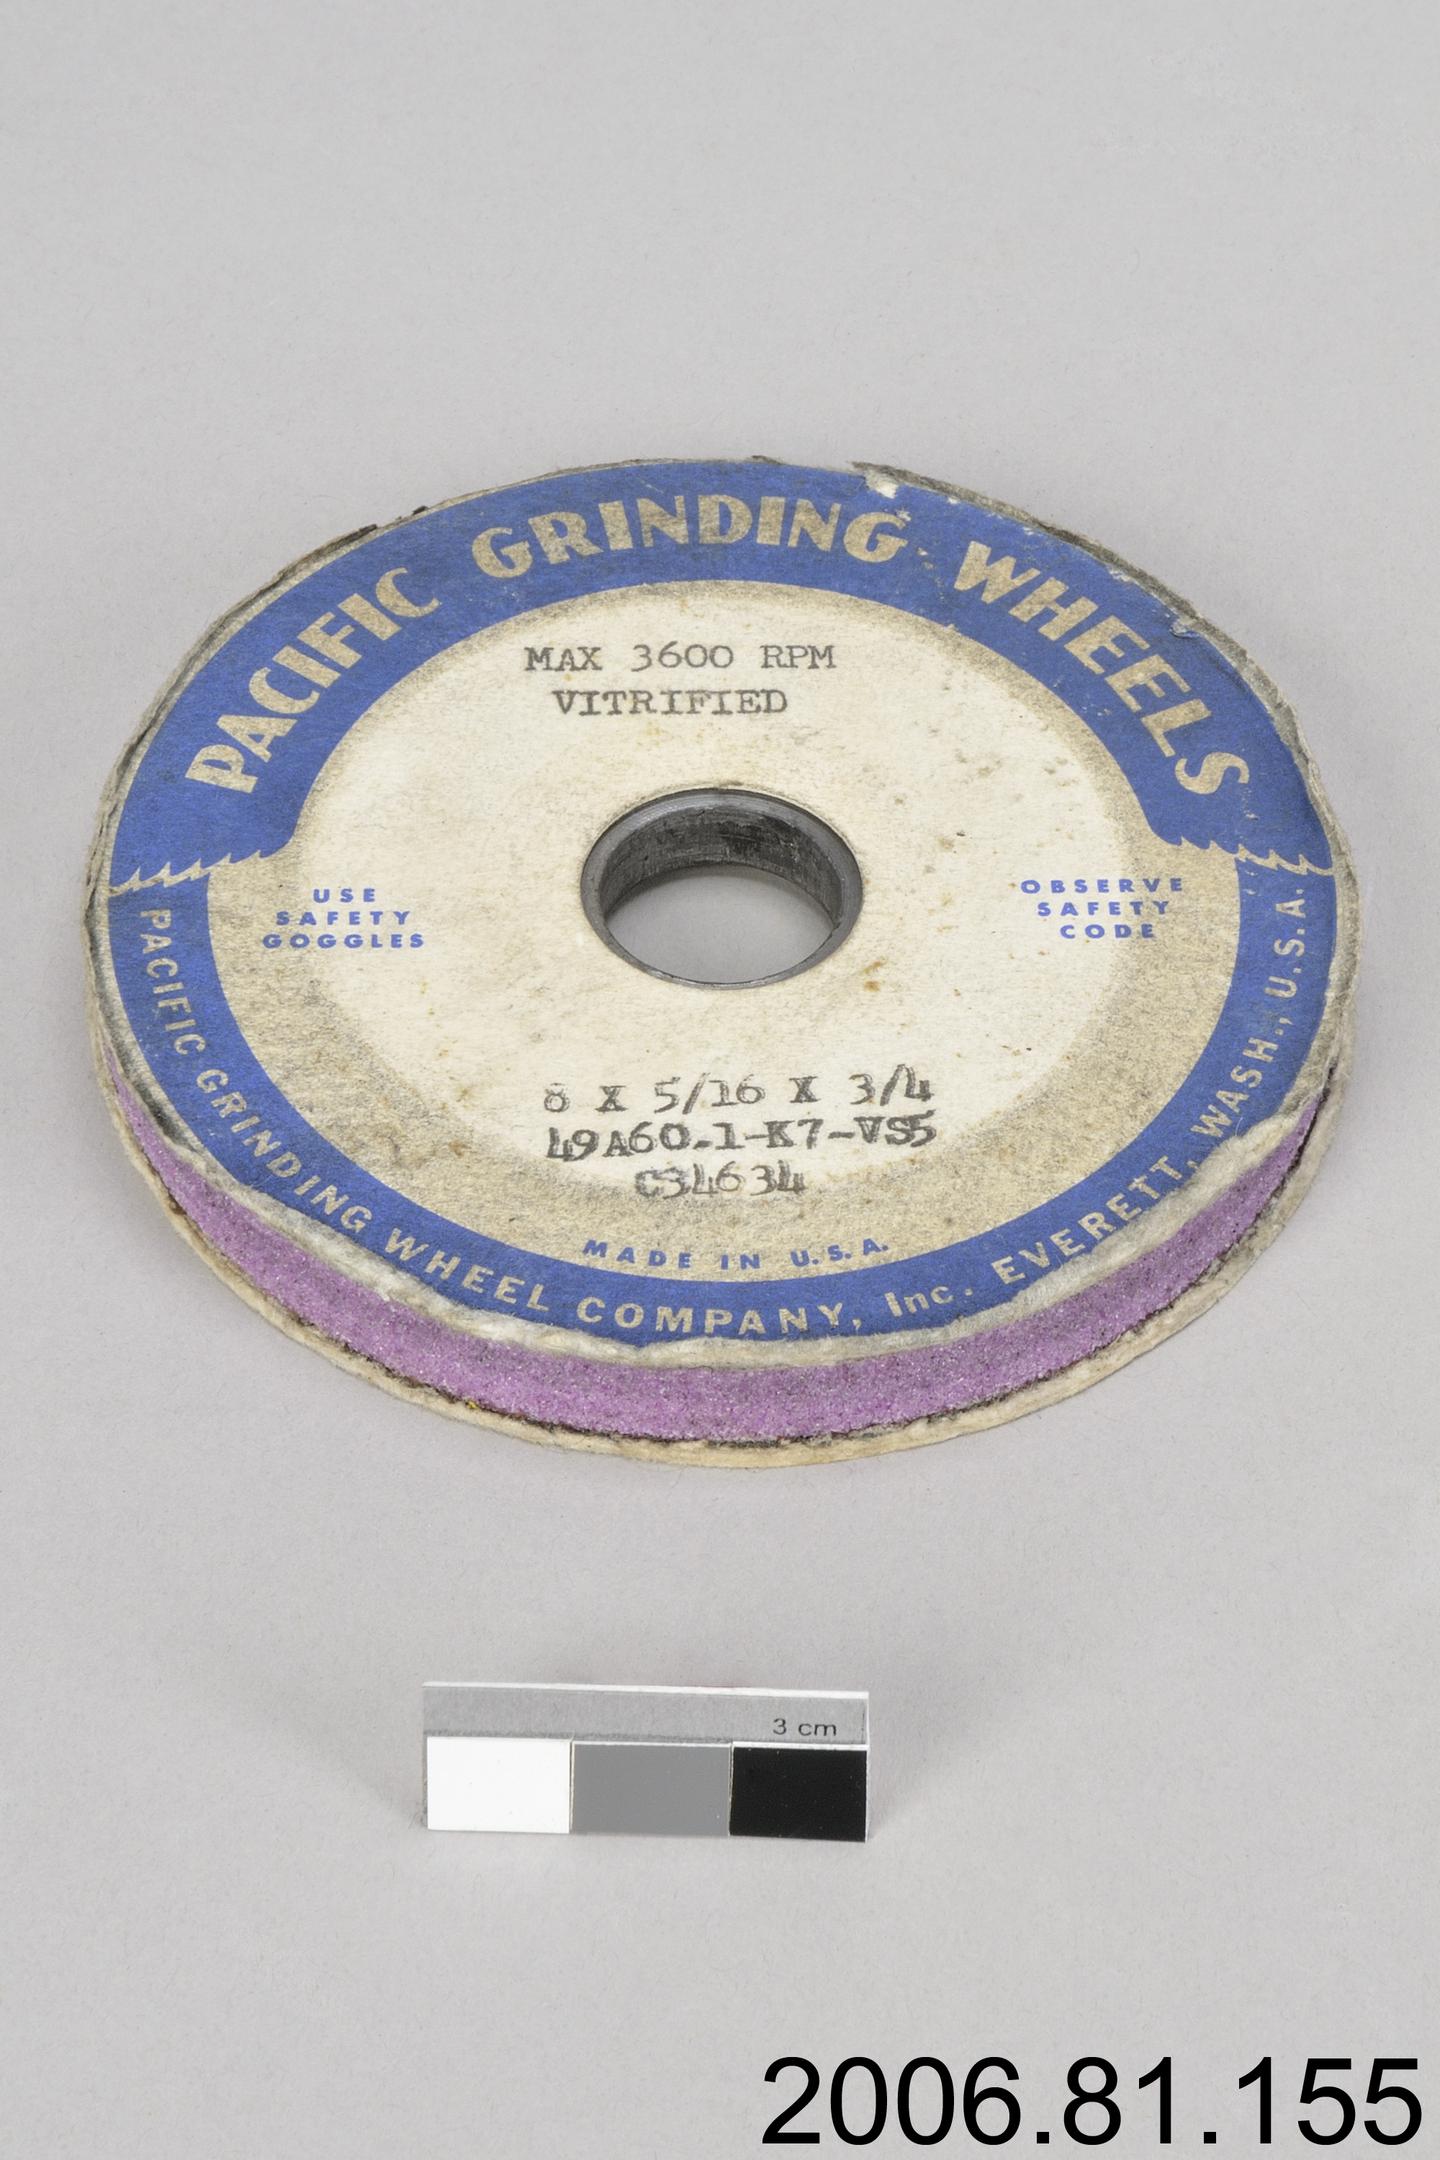 PACIFIC GRINDING WHEELS
MAX 3600 RPM
VITRIFIED
USE
SAFETY
GOGGLES
OBSERVE
SAFETY
CODE
8 X 5/16 X 3/4
49A60-1-K7-VS5
CS4634
MADE IN U.S.A.
PACIFIC GRINDING WHEEL COMPANY, Inc. EVERETT, WASH., U.S.A.
3 cm
2006.81.155